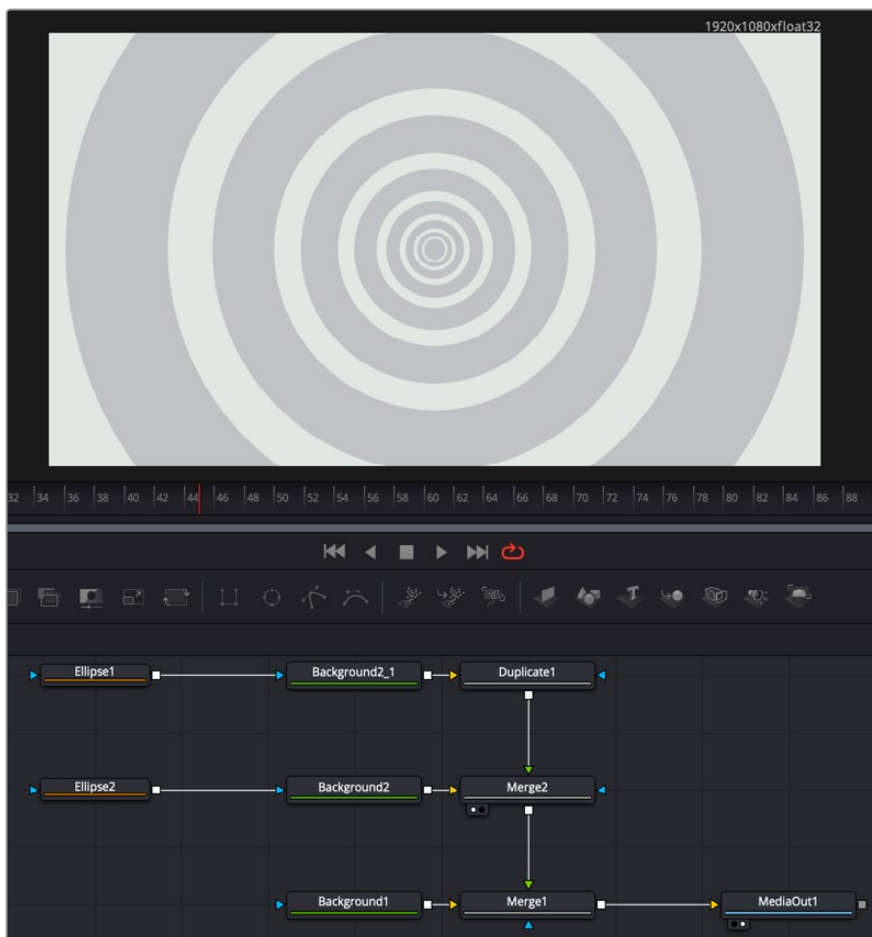 1920x1080xfloat32
32 34 36 38 40 42 44 46 48 50 52 54 56 58 60 62 64 66 68 70 72 74 76 78 80 82 84 86 88
Ellipse1 Background2_1 Duplicate1
Ellipse2 Background2 Merge2
Background1 Merge1 MediaOut1